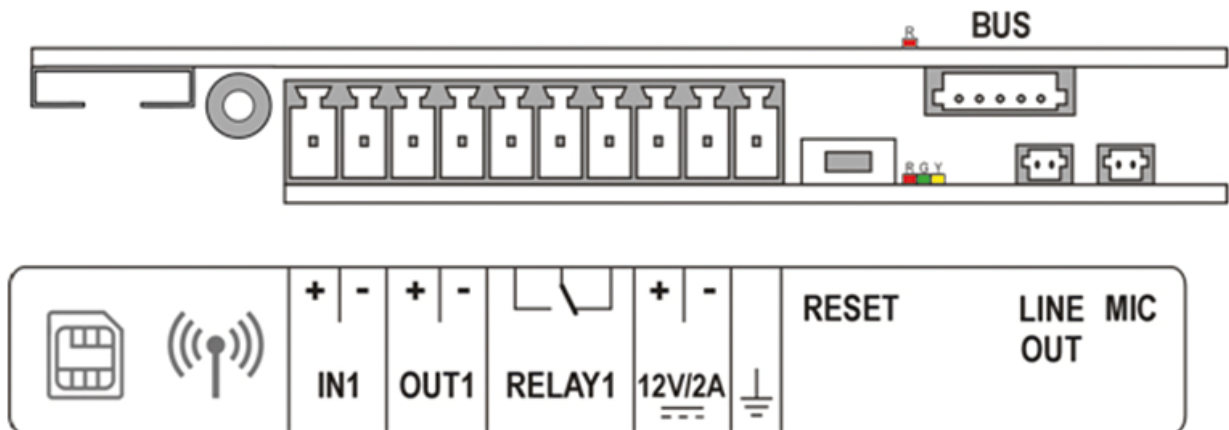 BUS
R
R G Y
+ - + - + -
RESET
LINE MIC
OUT
IN1 OUT1 RELAY1 12V/2A